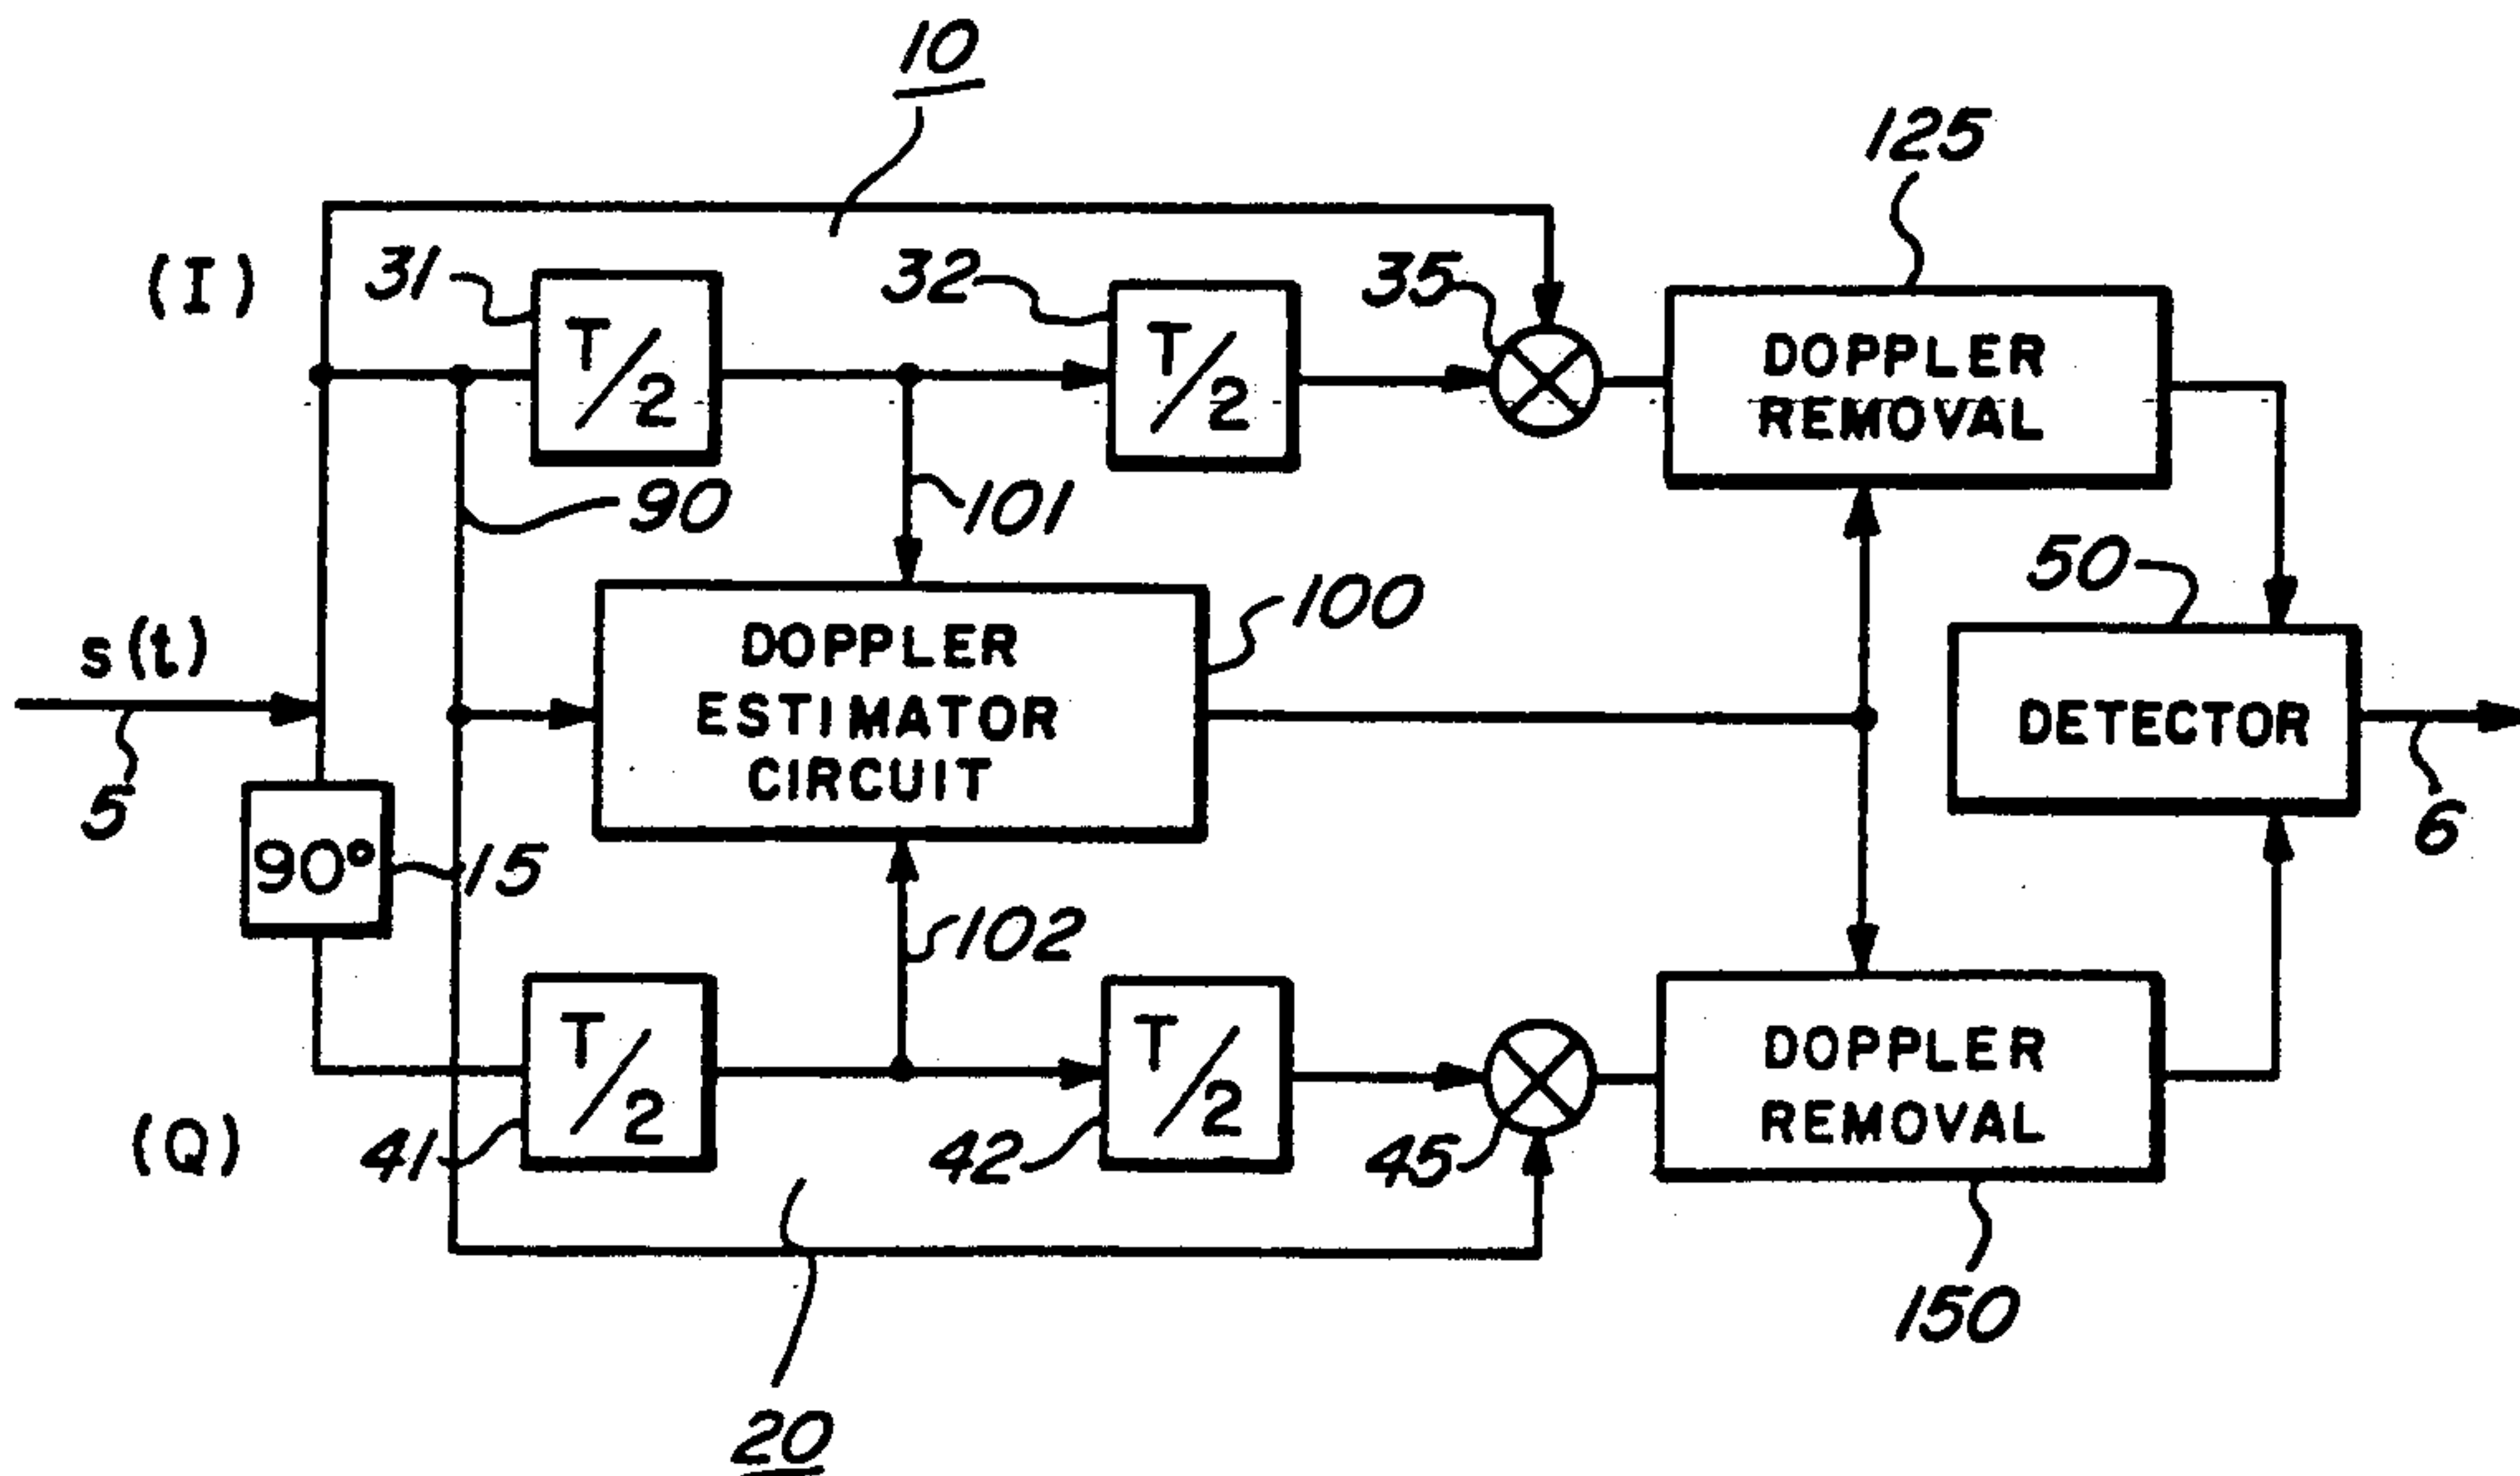 10
125
(I)
31
T/2
32
T/2
35
DOPPLER
REMOVAL
90
101
50
s(t)
5
DOPPLER
ESTIMATOR
CIRCUIT
100
DETECTOR
6
90°
15
102
(Q)
41
T/2
42
T/2
45
DOPPLER
REMOVAL
150
20